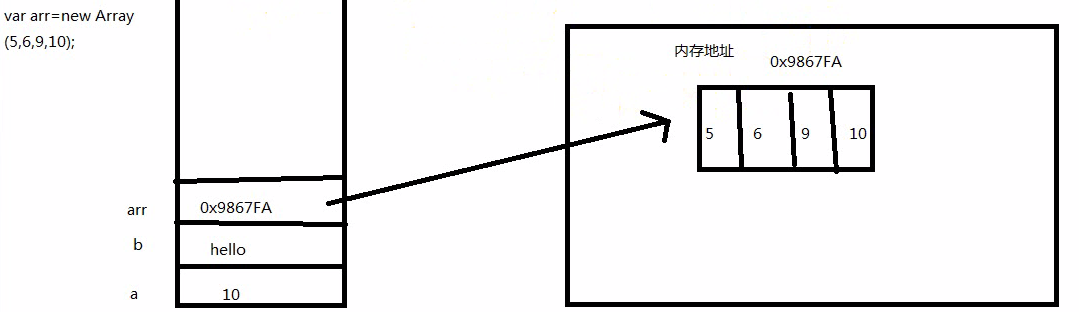 var arr=new Array
(5,6,9,10);
内存地址
0x9867FA
5 6 9 10
arr 0x9867FA
b hello
a 10